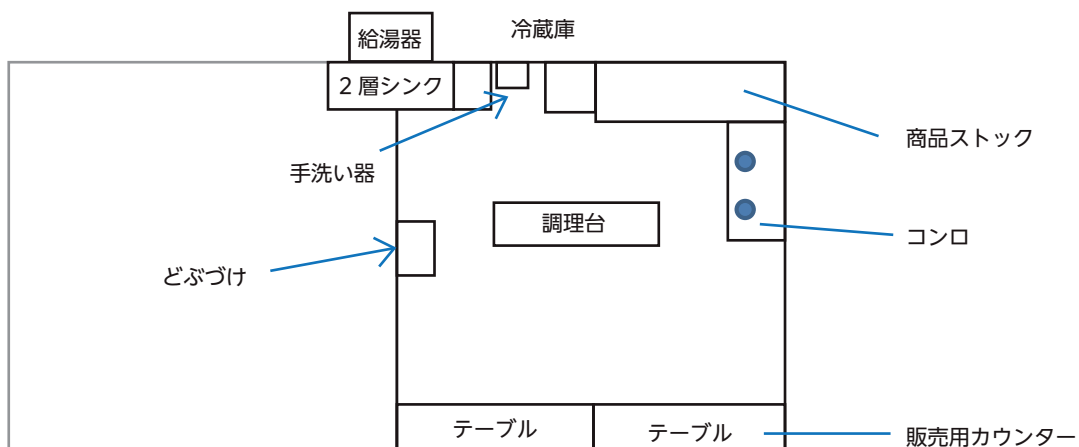 給湯器
冷蔵庫
2層シンク
商品ストック
手洗い器
調理台
コンロ
どぶづけ
テーブル
テーブル
販売用カウンター